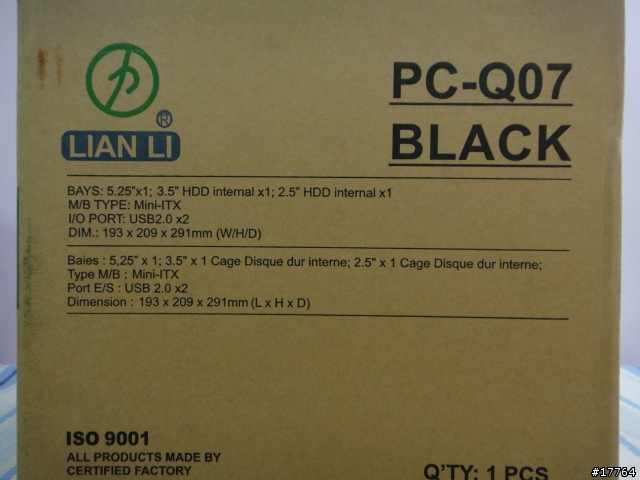 PC-Q07
BLACK
®
LIAN LI
BAYS: 5.25"x1; 3.5" HDD internal x1; 2.5" HDD internal x1
M/B TYPE: Mini-ITX
I/O PORT: USB2.0 x2
DIM.: 193 x 209 x 291mm (W/H/D)
Baies : 5,25" x 1; 3.5" x 1 Cage Disque dur interne; 2.5" x 1 Cage Disque dur interne;
Type M/B : Mini-ITX
Port E/S : USB 2.0 x2
Dimension : 193 x 209 x 291mm (L x H x D)
ISO 9001
ALL PRODUCTS MADE BY
CERTIFIED FACTORY
Q'TY: 1 PCS
#17764